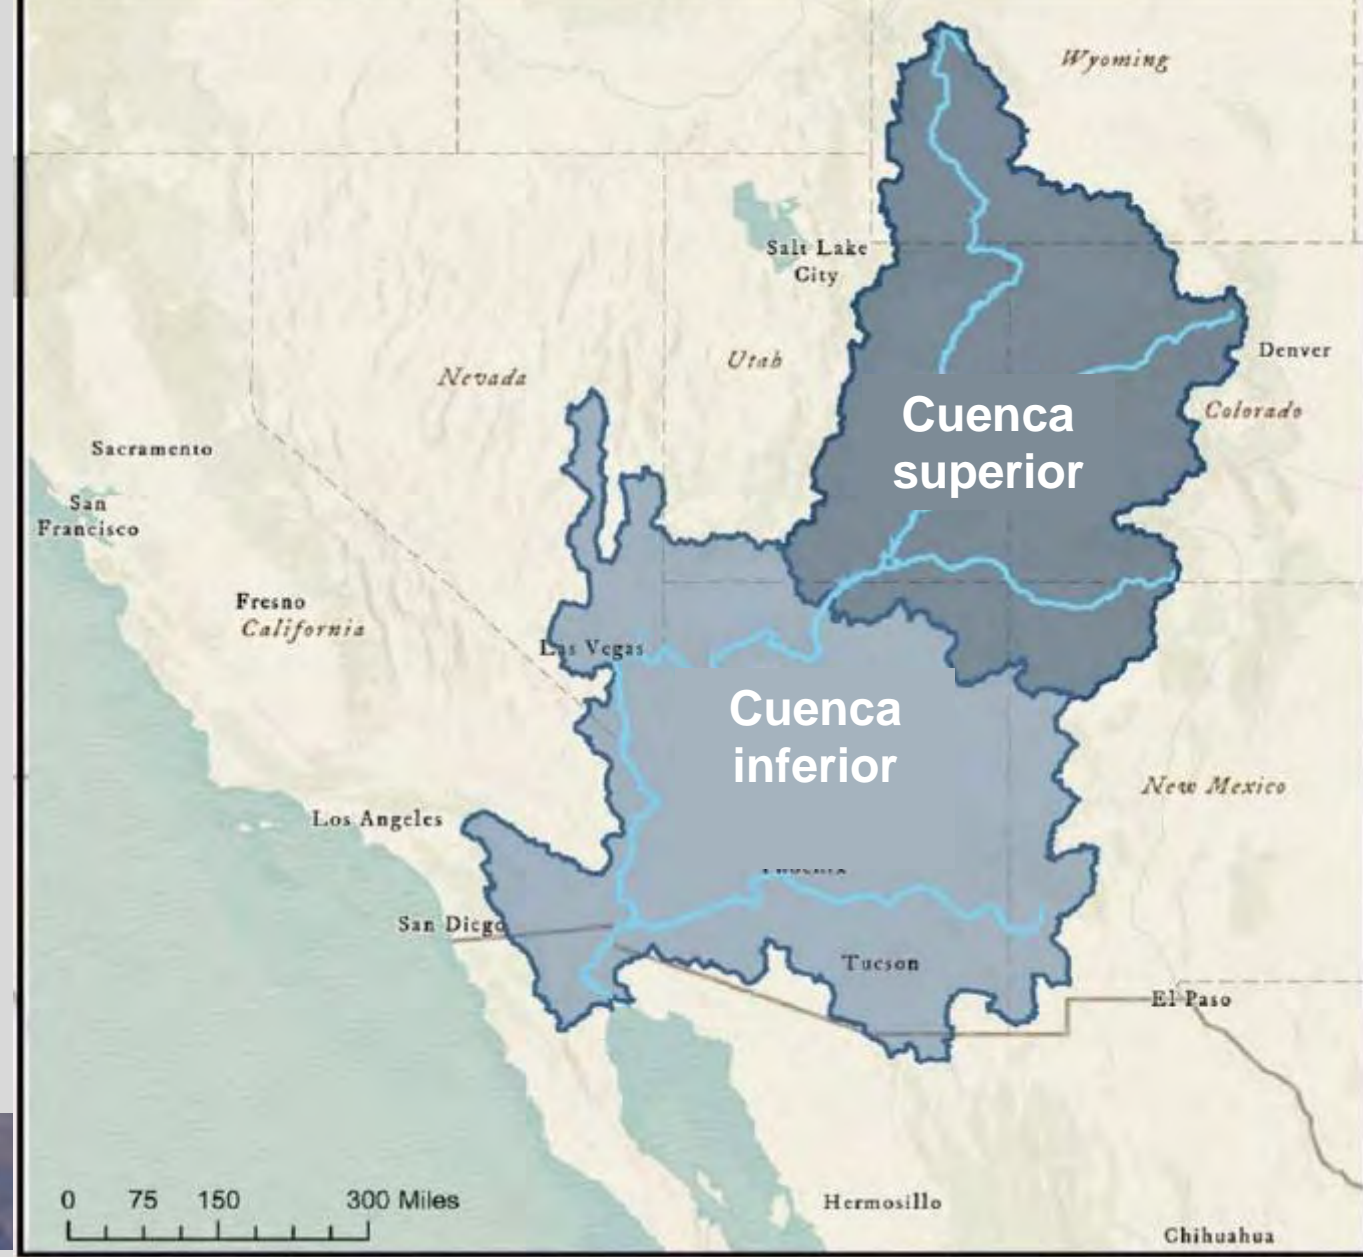 Wyoming
Salt Lake
City
Denver
Utah
Nevada
Colorado
Cuenca
superior
Sacramento
San
Francisco
Fresno
California
Las Vegas
Cuenca
inferior
New Mexico
Los Angeles
San Diego
Tucson
El Paso
Hermosillo
Chihuahua
0 75 150 300 Miles